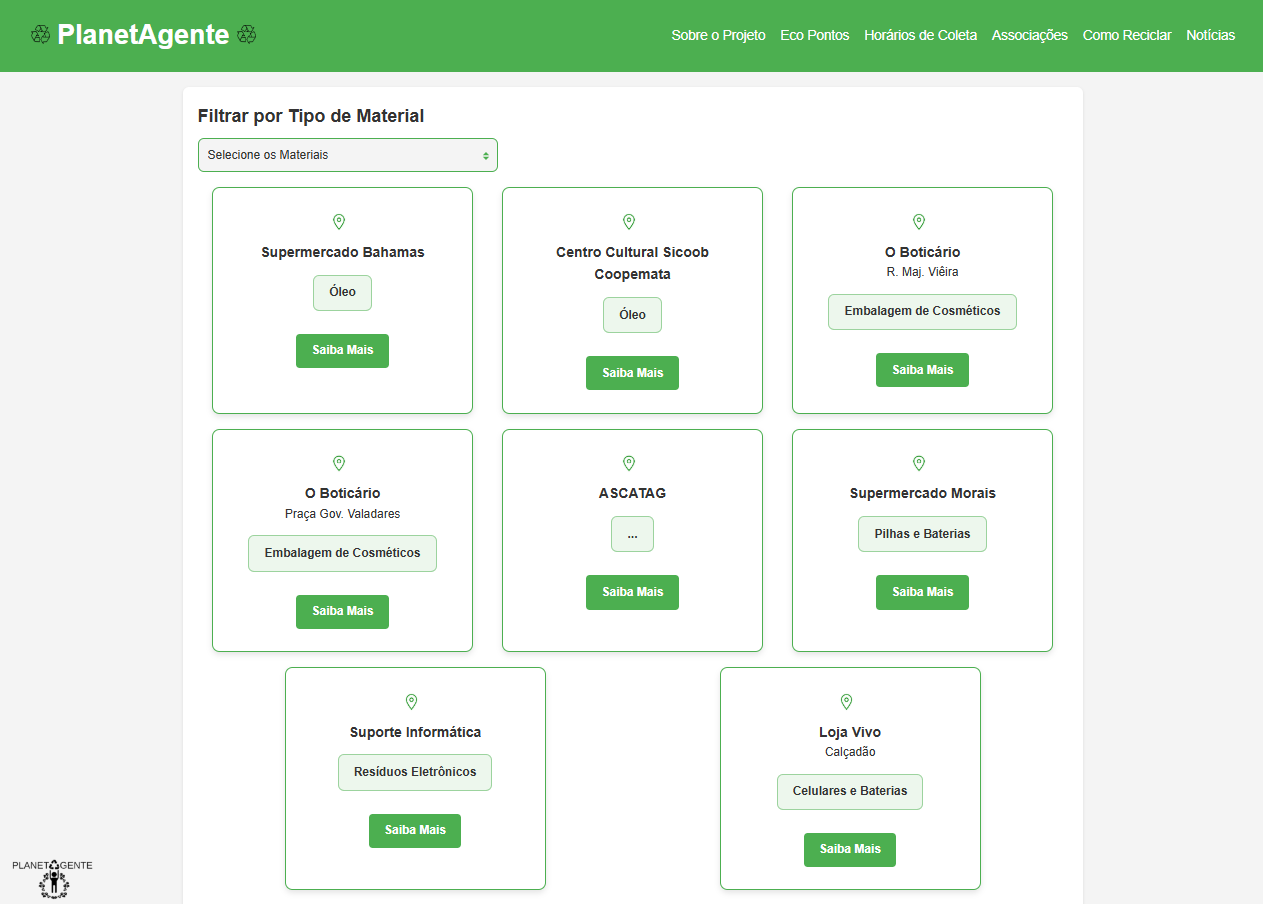 PlanetAgente
Sobre o Projeto Eco Pontos Horários de Coleta Associações Como Reciclar Notícias
Filtrar por Tipo de Material
Selecione os Materiais
Supermercado Bahamas
Óleo
Saiba Mais
Centro Cultural Sicoob
Coopemata
Óleo
Saiba Mais
O Boticário
R. Maj. Viêira
Embalagem de Cosméticos
Saiba Mais
O Boticário
Praça Gov. Valadares
Embalagem de Cosméticos
Saiba Mais
ASCATAG
...
Saiba Mais
Supermercado Morais
Pilhas e Baterias
Saiba Mais
Suporte Informática
Resíduos Eletrônicos
Saiba Mais
Loja Vivo
Calçadão
Celulares e Baterias
Saiba Mais
PLANETAGENTE